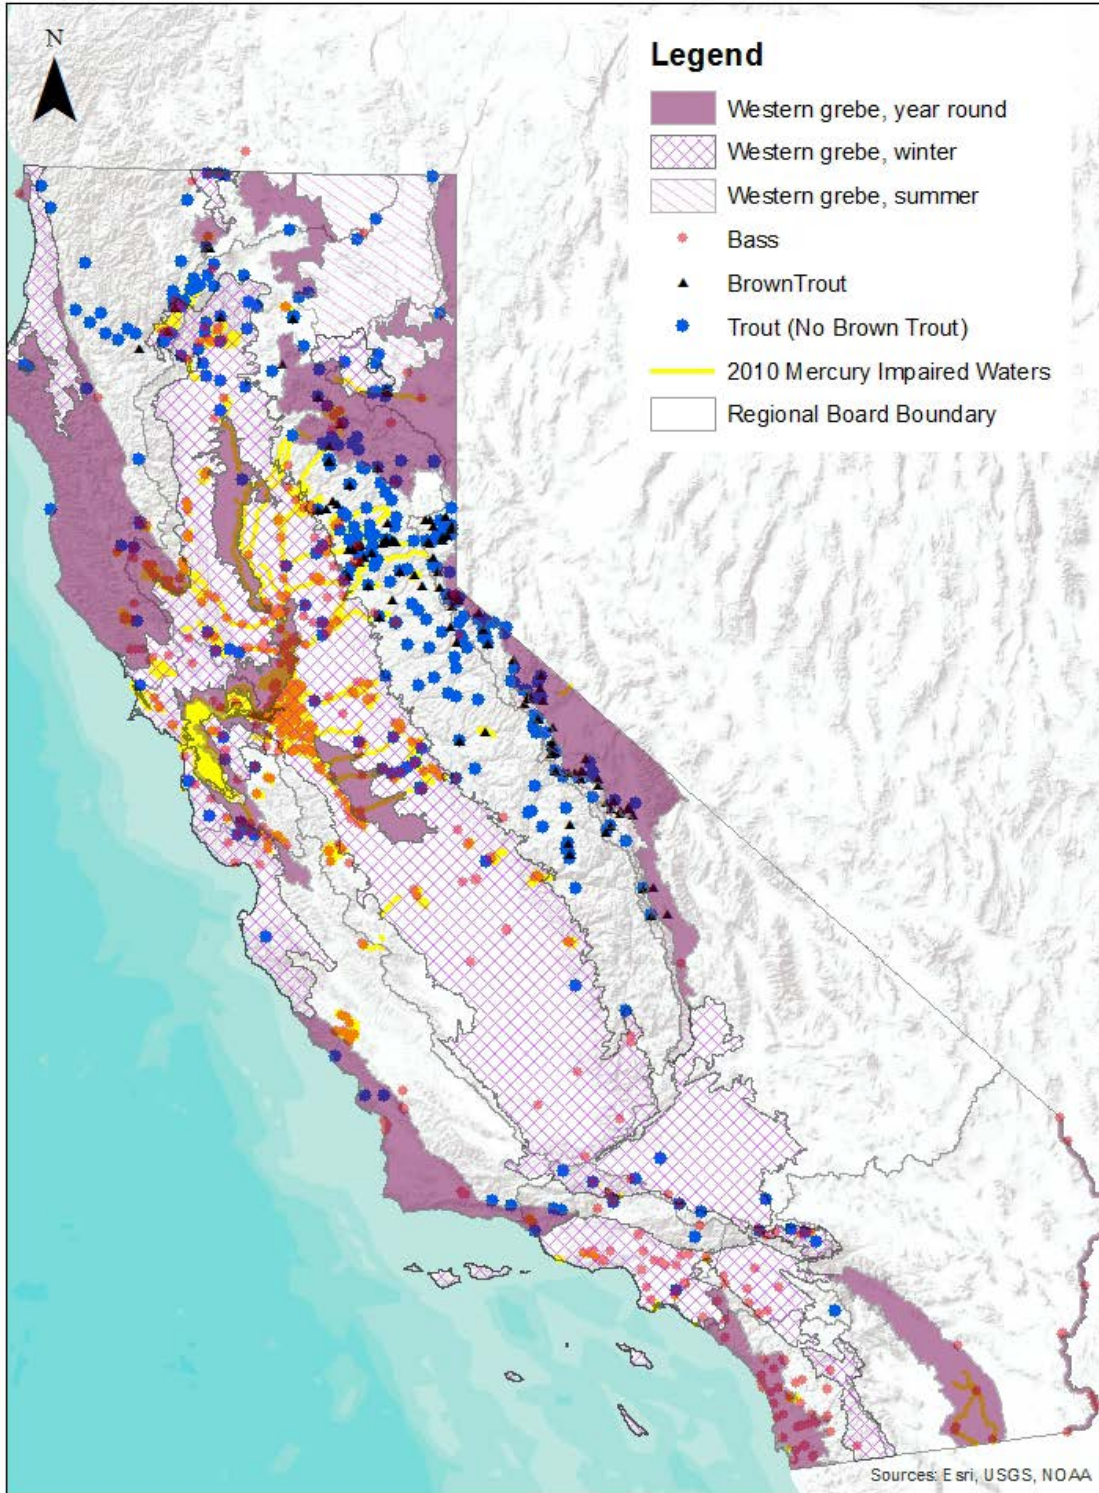 N
Legend
Western grebe, year round
Western grebe, winter
Western grebe, summer
Bass
BrownTrout
Trout (No Brown Trout)
2010 Mercury Impaired Waters
Regional Board Boundary
Sources: Esri, USGS, NOAA